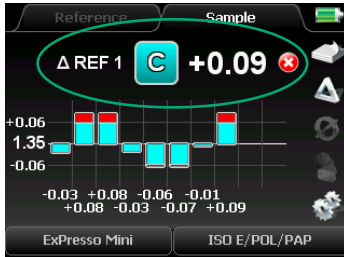 Reference Sample
Δ REF 1 C +0.09
+0.06
1.35
-0.06
-0.03 +0.08 -0.06 -0.01
+0.08 -0.03 -0.07 +0.09
ExPresso Mini ISO E/POL/PAP